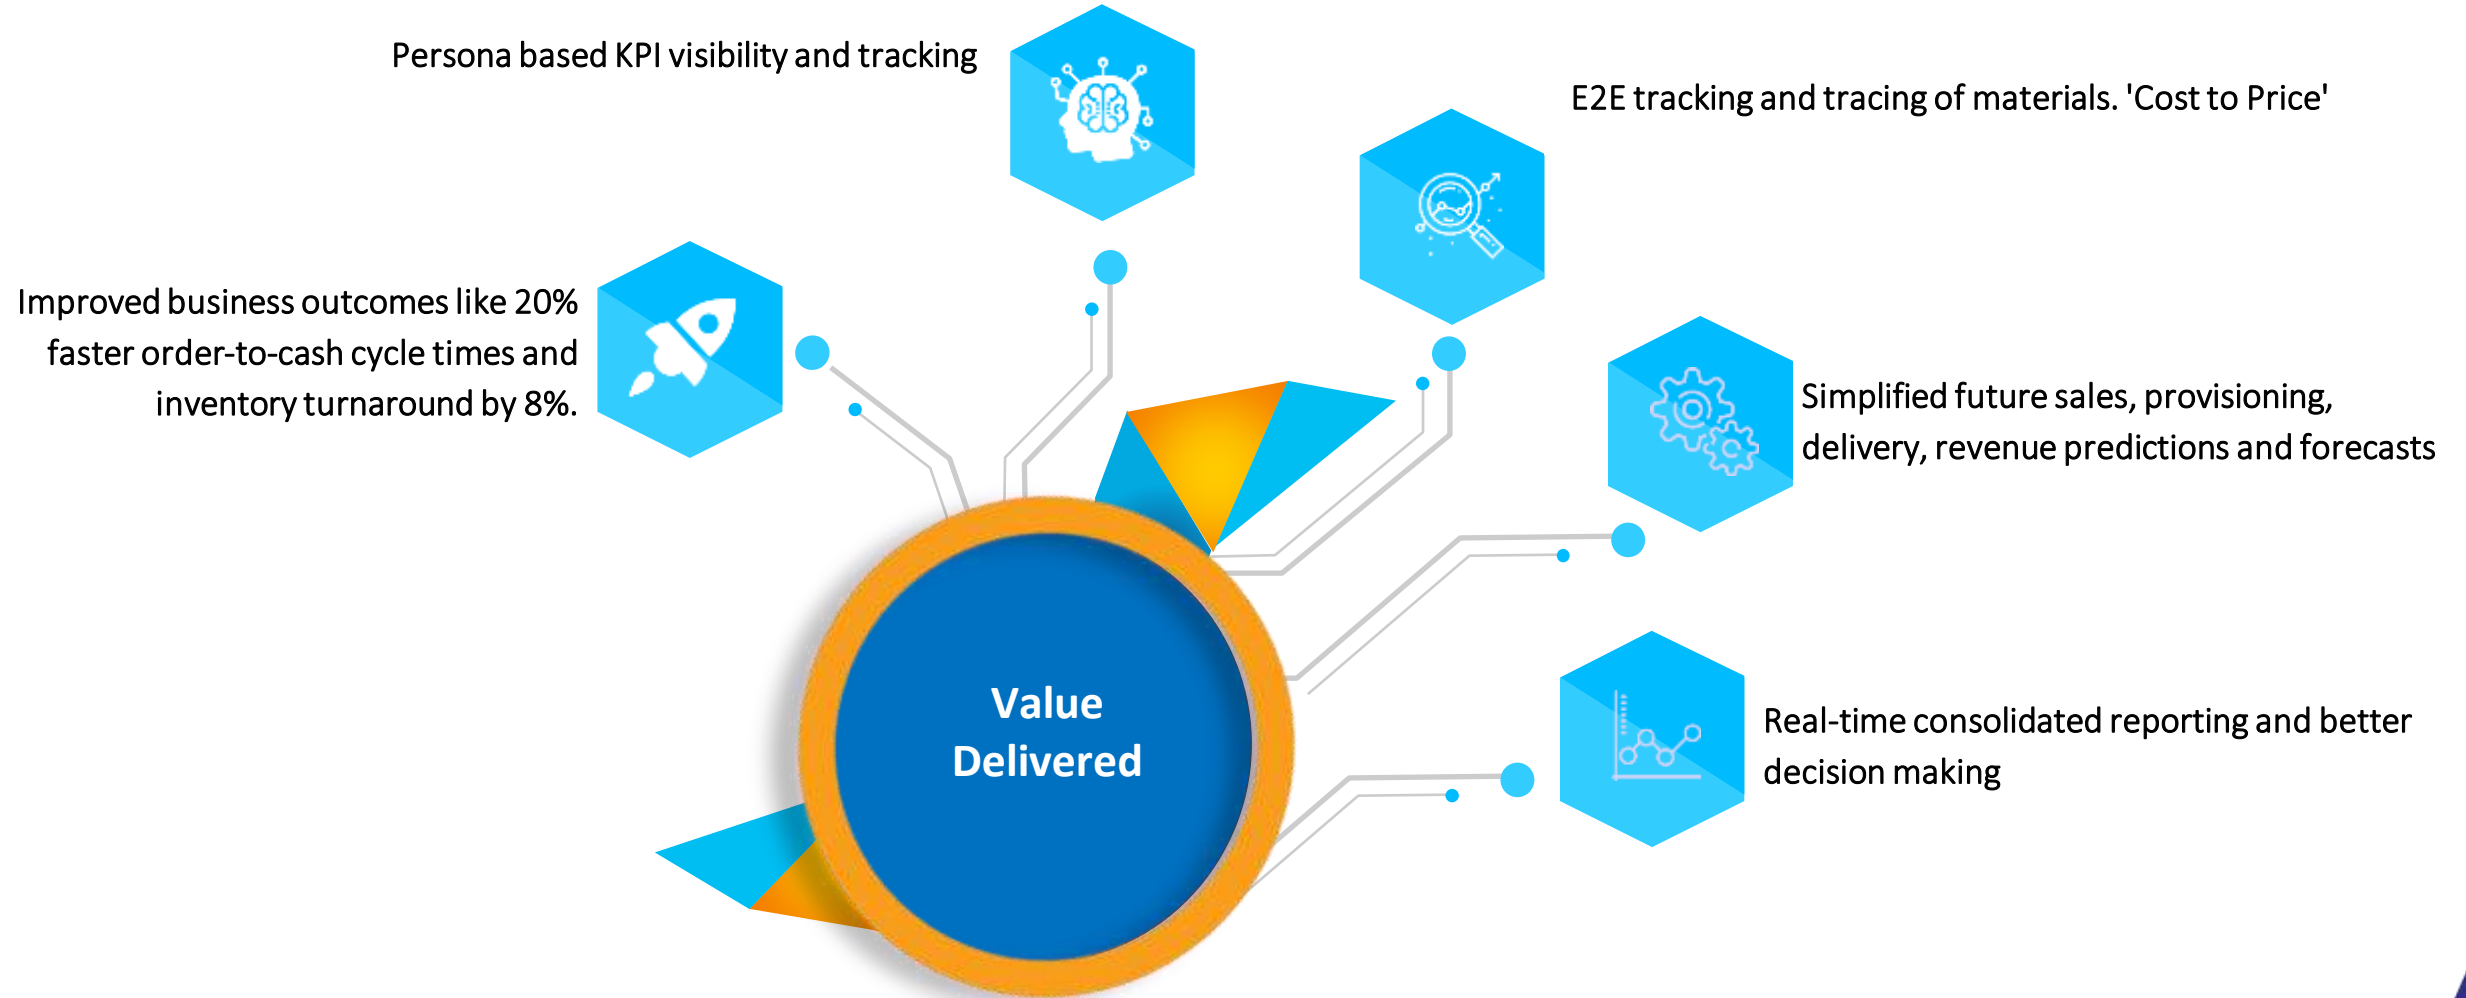 Persona based KPI visibility and tracking
E2E tracking and tracing of materials. 'Cost to Price'
Improved business outcomes like 20%
faster order-to-cash cycle times and
inventory turnaround by 8%.
Simplified future sales, provisioning,
delivery, revenue predictions and forecasts
Value
Delivered
Real-time consolidated reporting and better
decision making